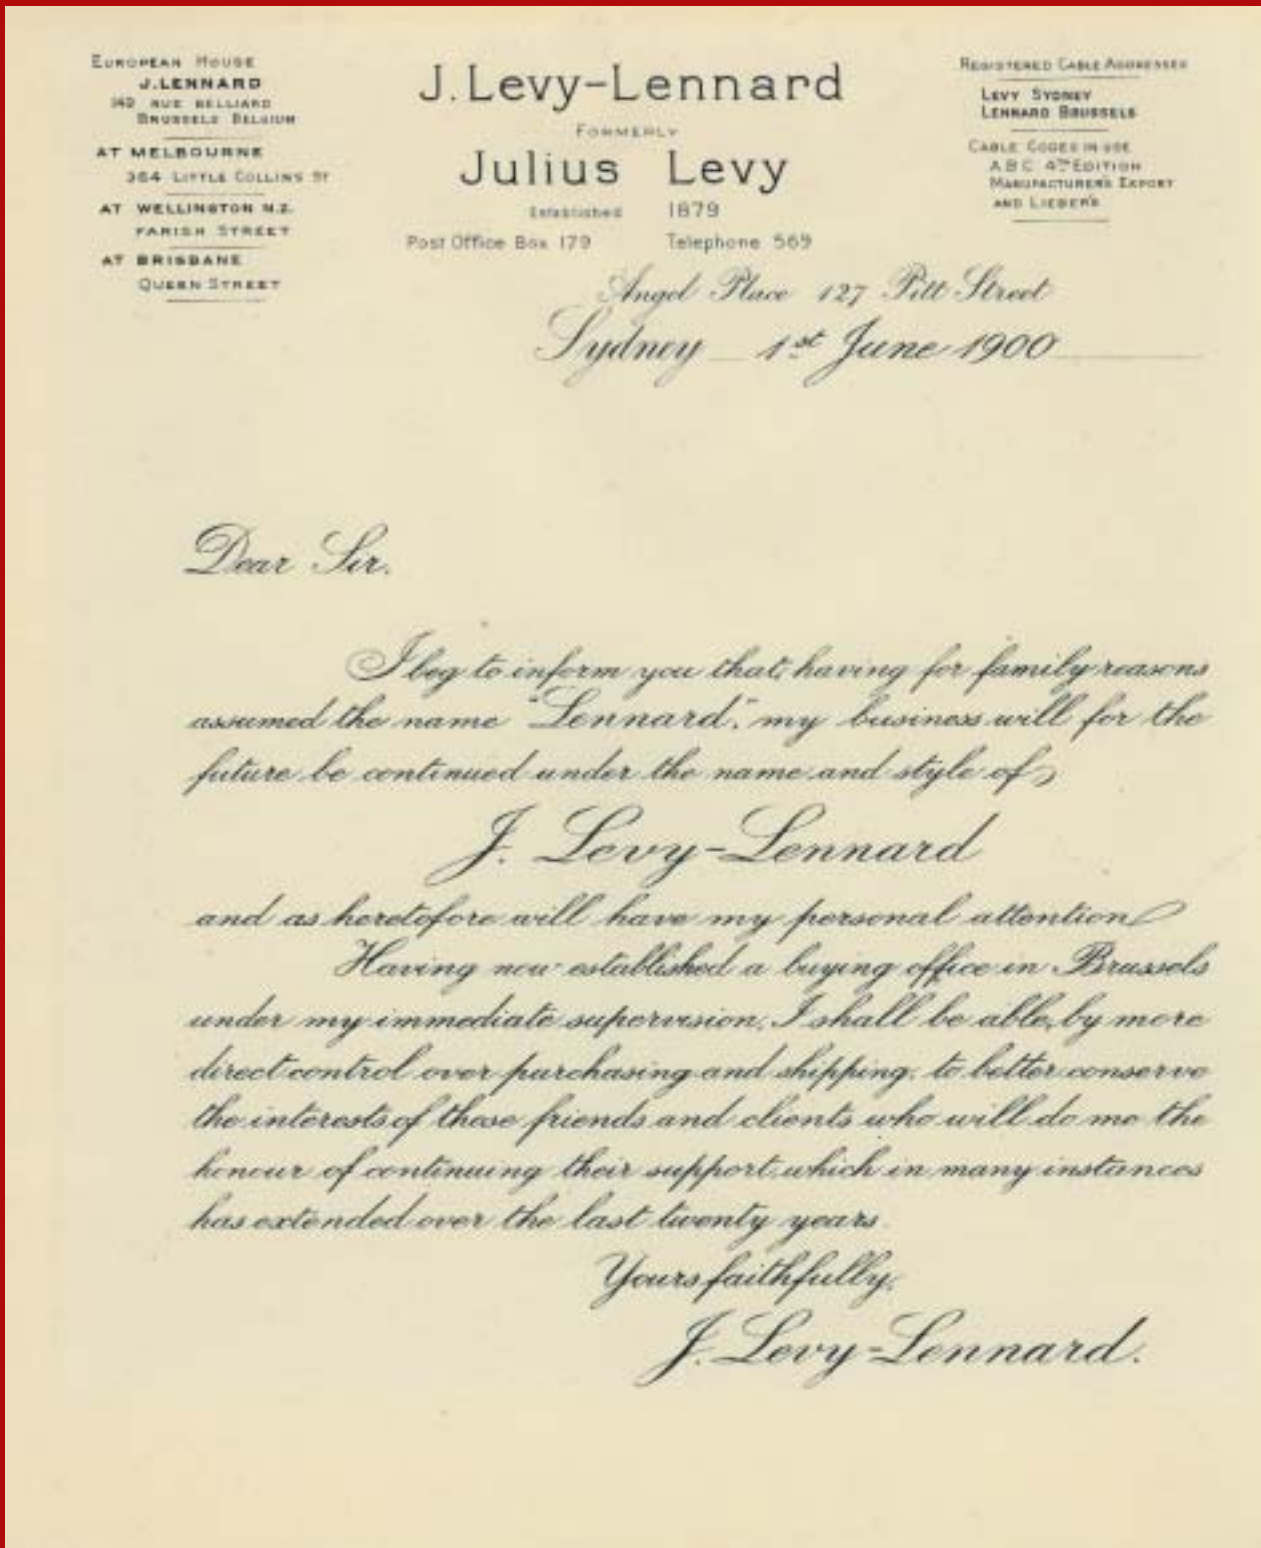 EUROPEAN HOUSE
J. LENNARD
149 RUE BELLIARD
BRUSSELS BELGIUM
AT MELBOURNE
364 LITTLE COLLINS ST
AT WELLINGTON N.Z.
FARISH STREET
AT BRISBANE
QUEEN STREET
J. Levy-Lennard
FORMERLY
Julius Levy
Established 1879
Post Office Box 179 Telephone 569
REGISTERED CABLE ADDRESSES
LEVY SYDNEY
LENNARD BRUSSELS
CABLE CODES IN USE
A B C 4TH EDITION
MANUFACTURER'S EXPORT
AND LIEBER'S
Angel Place 127 Pitt Street
Sydney 1st June 1900
Dear Sir.
I beg to inform you that, having for family reasons
assumed the name "Lennard", my business will for the
future be continued under the name and style of
J. Levy-Lennard
and as heretofore will have my personal attention
Having now established a buying office in Brussels
under my immediate supervision, I shall be able, by more
direct control over purchasing and shipping, to better conserve
the interests of those friends and clients who will do me the
honour of continuing their support, which in many instances
has extended over the last twenty years.
Yours faithfully,
J. Levy-Lennard.